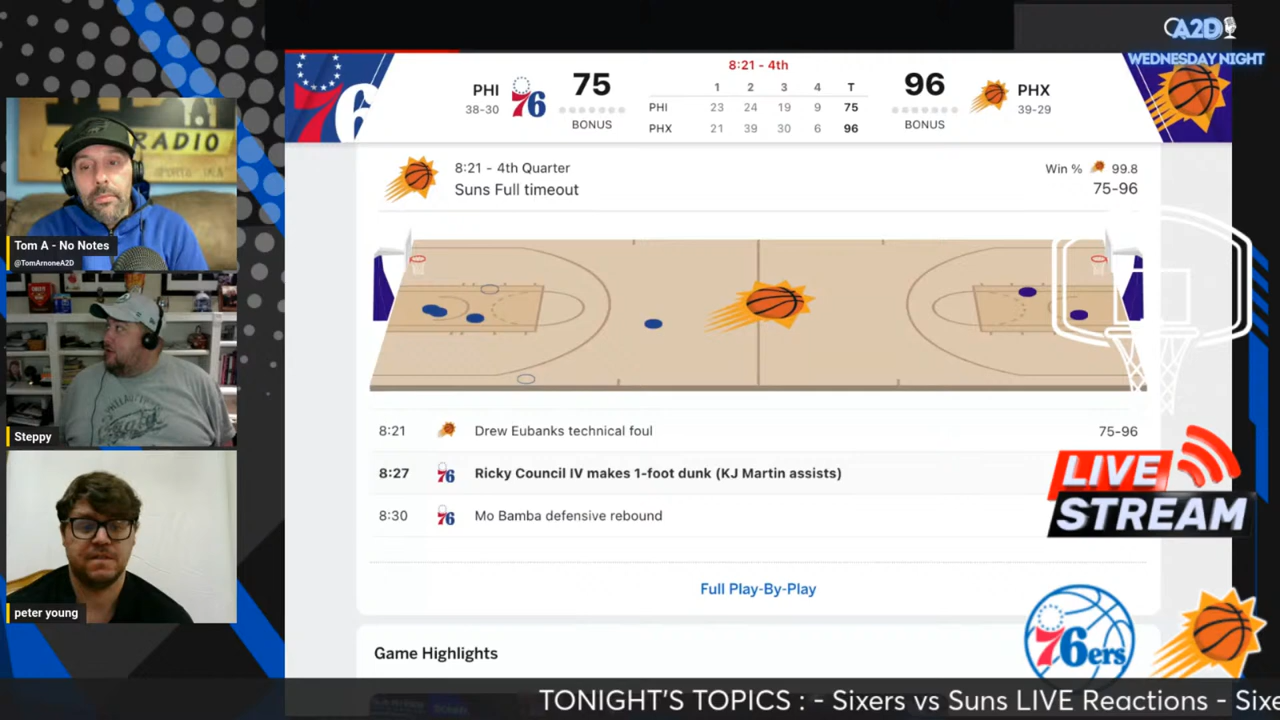 A2D
WEDNESDAY NIGHT
RADIO
Tom A - No Notes
@TomArnoneA2D
Steppy
peter young
76
PHI
38-30
76
75
BONUS
8:21 - 4th
1 2 3 4 T
PHI 23 24 19 9 75
PHX 21 39 30 6 96
96
BONUS
PHX
39-29
8:21 - 4th Quarter
Suns Full timeout
Win % 99.8
75-96
8:21 Drew Eubanks technical foul 75-96
8:27 76 Ricky Council IV makes 1-foot dunk (KJ Martin assists)
8:30 76 Mo Bamba defensive rebound
Full Play-By-Play
Game Highlights
LIVE
STREAM
76ers
TONIGHT'S TOPICS : - Sixers vs Suns LIVE Reactions - Sixe